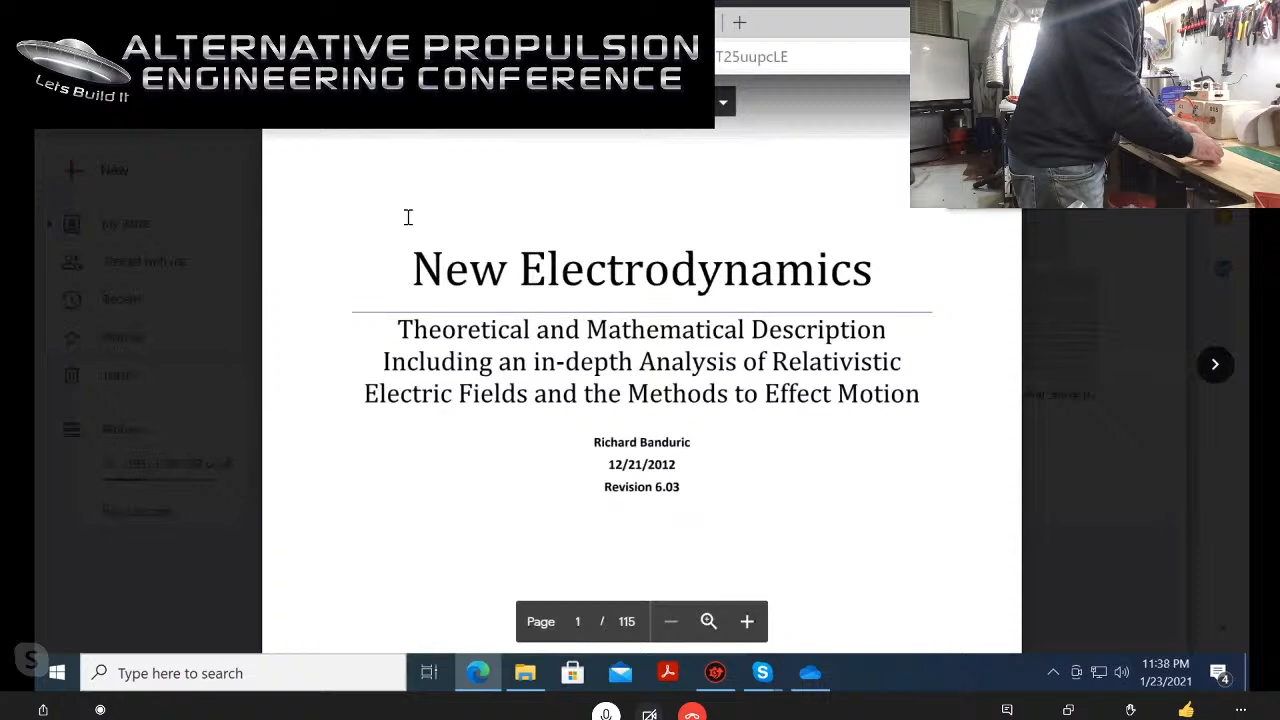 ALTERNATIVE PROPULSION
ENGINEERING CONFERENCE
Lets Build It
T25uupcLE
New
New Electrodynamics
Theoretical and Mathematical Description
Including an in-depth Analysis of Relativistic
Electric Fields and the Methods to Effect Motion
Richard Banduric
12/21/2012
Revision 6.03
Page 1 / 115
S
Type here to search
11:38 PM
1/23/2021
4